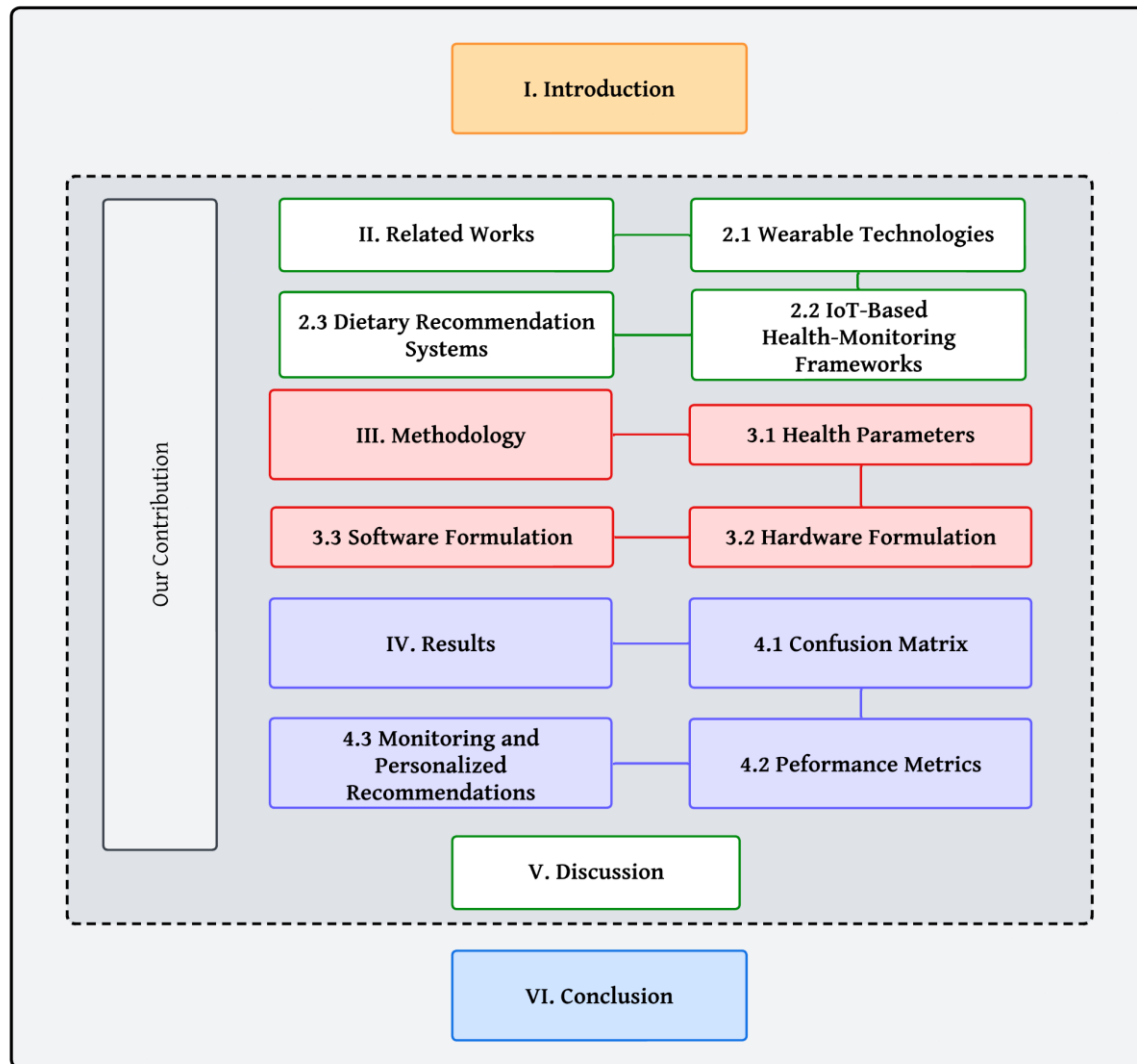 I. Introduction
Our Contribution
II. Related Works
2.1 Wearable Technologies
2.3 Dietary Recommendation
Systems
2.2 IoT-Based
Health-Monitoring
Frameworks
III. Methodology
3.1 Health Parameters
3.3 Software Formulation
3.2 Hardware Formulation
IV. Results
4.1 Confusion Matrix
4.3 Monitoring and
Personalized
Recommendations
4.2 Peformance Metrics
V. Discussion
VI. Conclusion